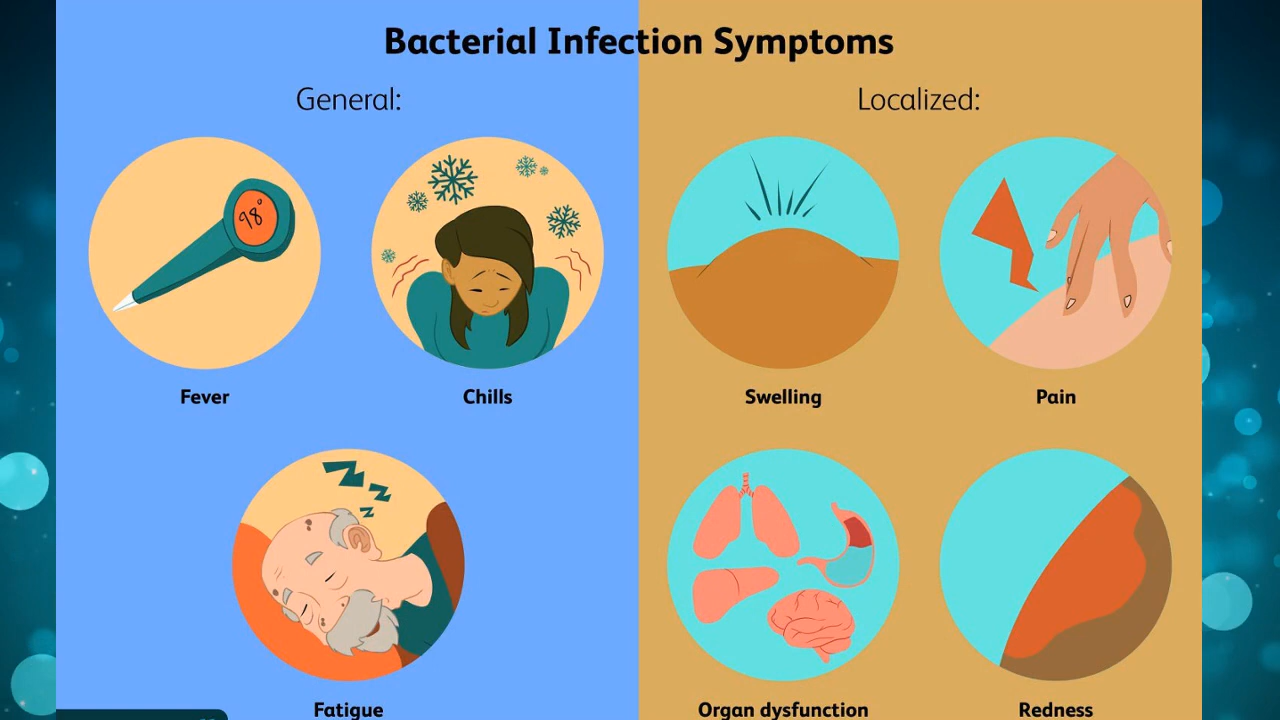 Bacterial Infection Symptoms
General:
Localized:
98°
Fever
Chills
Swelling
Pain
Fatigue
Organ dysfunction
Redness